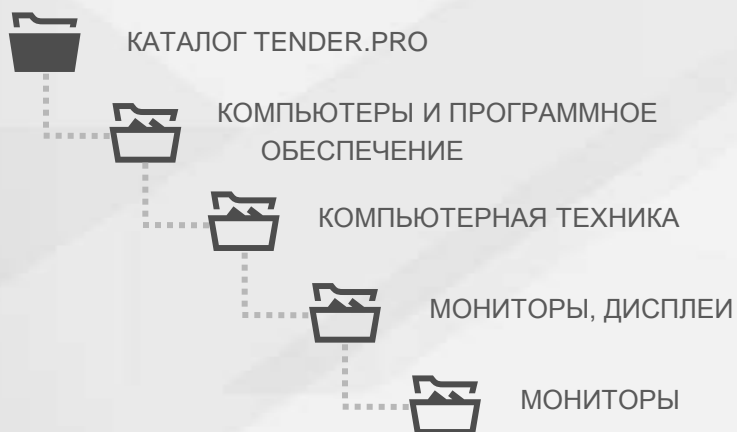 КАТАЛОГ TENDER.PRO
КОМПЬЮТЕРЫ И ПРОГРАММНОЕ
ОБЕСПЕЧЕНИЕ
КОМПЬЮТЕРНАЯ ТЕХНИКА
МОНИТОРЫ, ДИСПЛЕИ
МОНИТОРЫ